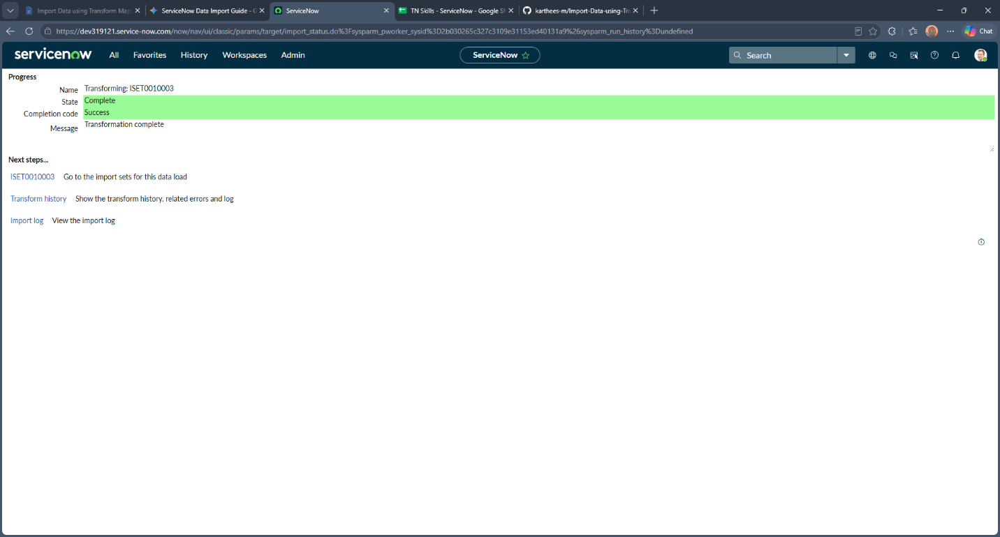 Import Data using Transform Map
ServiceNow Data Import Guide - G
ServiceNow
TN Skills - ServiceNow - Google Sh
karthees-m/Import-Data-using-Tra
https://dev319121.service-now.com/now/nav/ui/classic/params/target/import_status.do%3Fsysparm_pworker_sysid%3D2b030265c327c3109e31153ed40131a9%26sysparm_run_history%3Dundefined
Chat
servicenow All Favorites History Workspaces Admin ServiceNow Search
Progress
Name Transforming: ISET0010003
State Complete
Completion code Success
Message Transformation complete
Next steps...
ISET0010003 Go to the import sets for this data load
Transform history Show the transform history, related errors and log
Import log View the import log